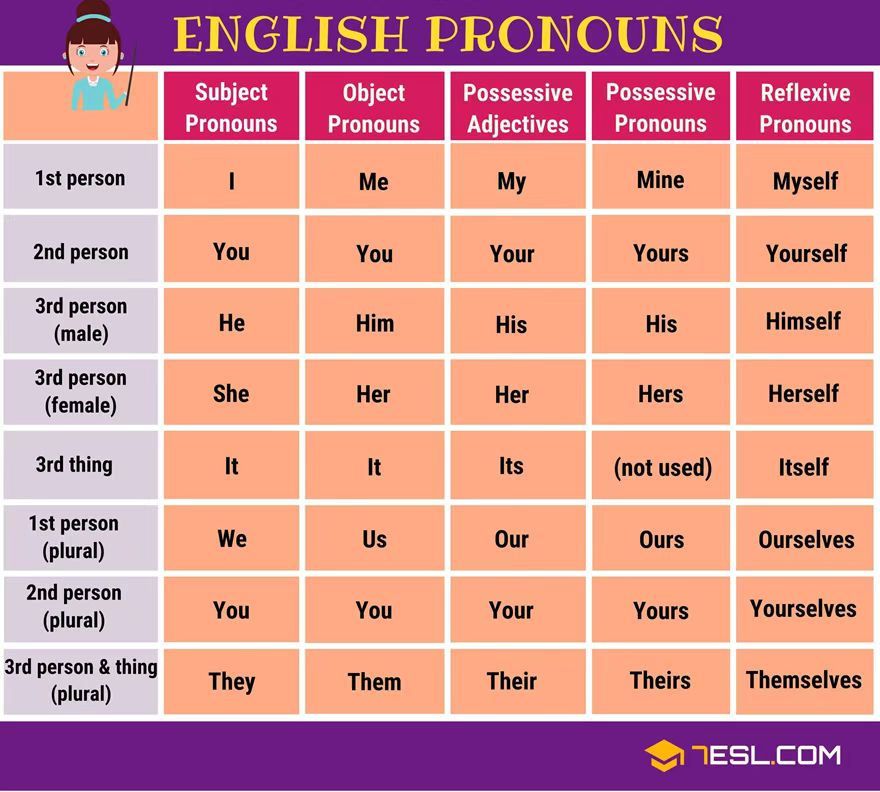 ENGLISH PRONOUNS
Subject Pronouns Object Pronouns Possessive Adjectives Possessive Pronouns Reflexive Pronouns
1st person I Me My Mine Myself
2nd person You You Your Yours Yourself
3rd person (male) He Him His His Himself
3rd person (female) She Her Her Hers Herself
3rd thing It It Its (not used) Itself
1st person (plural) We Us Our Ours Ourselves
2nd person (plural) You You Your Yours Yourselves
3rd person & thing (plural) They Them Their Theirs Themselves
7ESL.COM